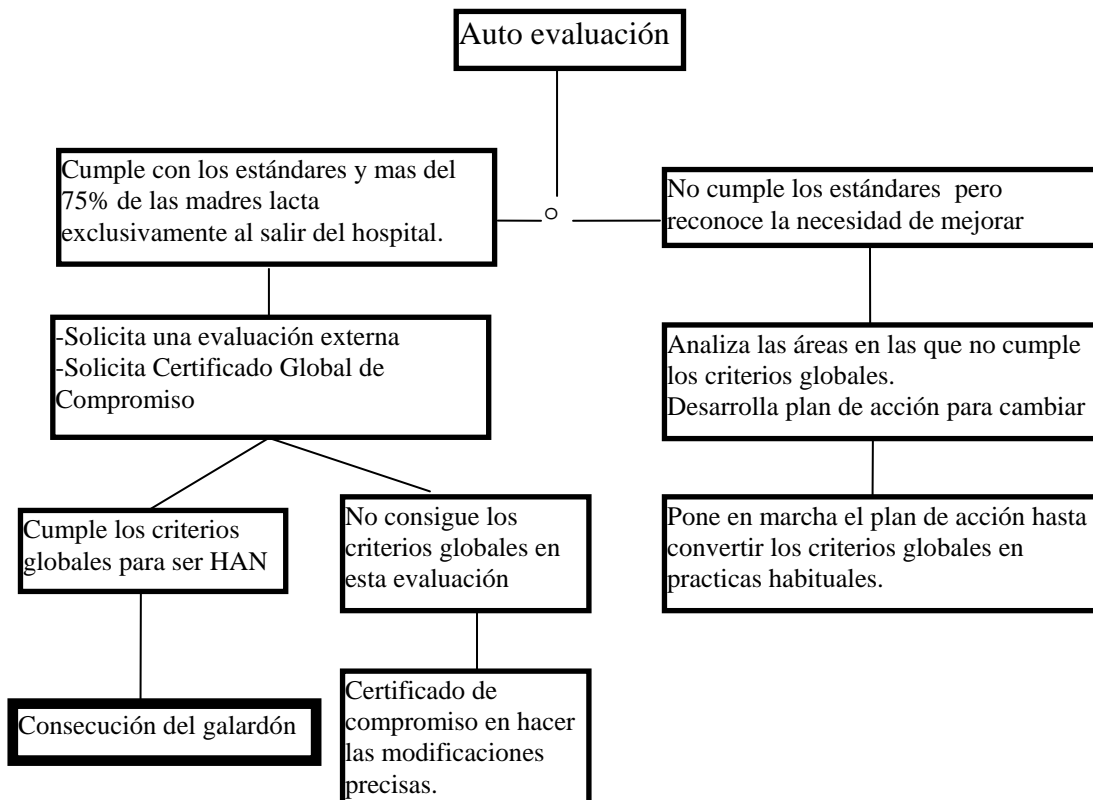 Auto evaluación
Cumple con los estándares y mas del
75% de las madres lacta
exclusivamente al salir del hospital.
O
No cumple los estándares  pero
reconoce la necesidad de mejorar
-Solicita una evaluación externa
-Solicita Certificado Global de
Compromiso
Analiza las áreas en las que no cumple
los criterios globales.
Desarrolla plan de acción para cambiar
Cumple los criterios
globales para ser HAN
No consigue los
criterios globales en
esta evaluación
Pone en marcha el plan de acción hasta
convertir los criterios globales en
practicas habituales.
Consecución del galardón
Certificado de
compromiso en hacer
las modificaciones
precisas.